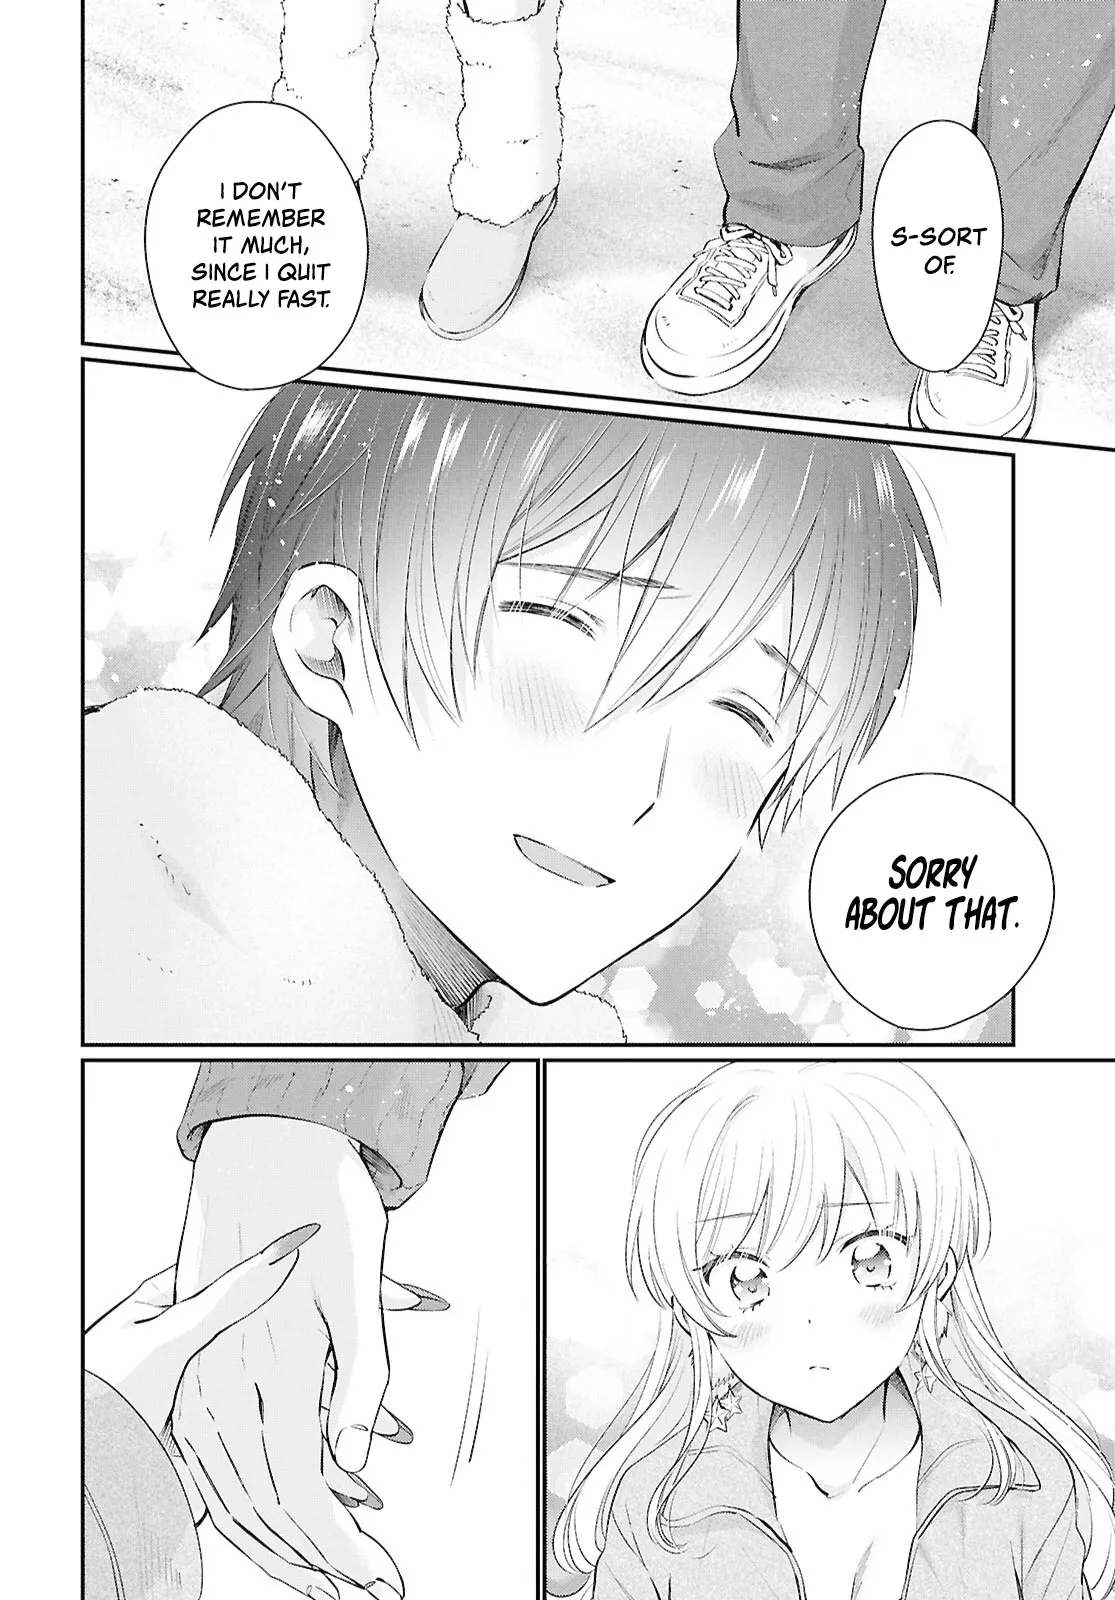 S-SORT
OF.
I DON'T
REMEMBER
IT MUCH,
SINCE I QUIT
REALLY FAST.
SORRY
ABOUT THAT.